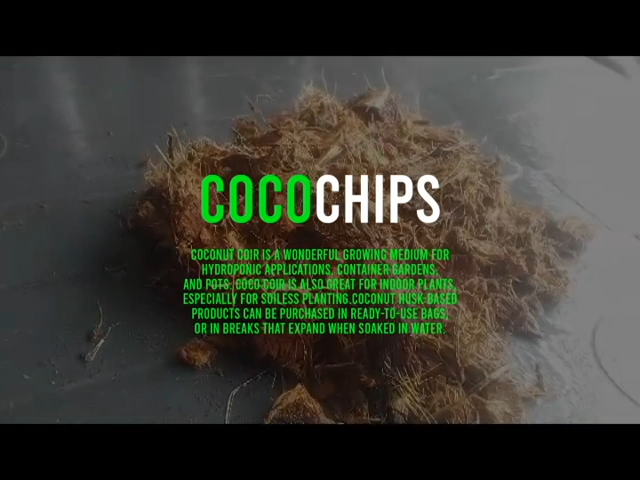 COCOCHIPS
COCONUT COIR IS A WONDERFUL GROWING MEDIUM FOR
HYDROPONIC APPLICATIONS, CONTAINER GARDENS,
AND POTS. COCO COIR IS ALSO GREAT FOR INDOOR PLANTS,
ESPECIALLY FOR SOILESS PLANTING.COCONUT HUSK-BASED
PRODUCTS CAN BE PURCHASED IN READY-TO-USE BAGS,
OR IN BREAKS THAT EXPAND WHEN SOAKED IN WATER.